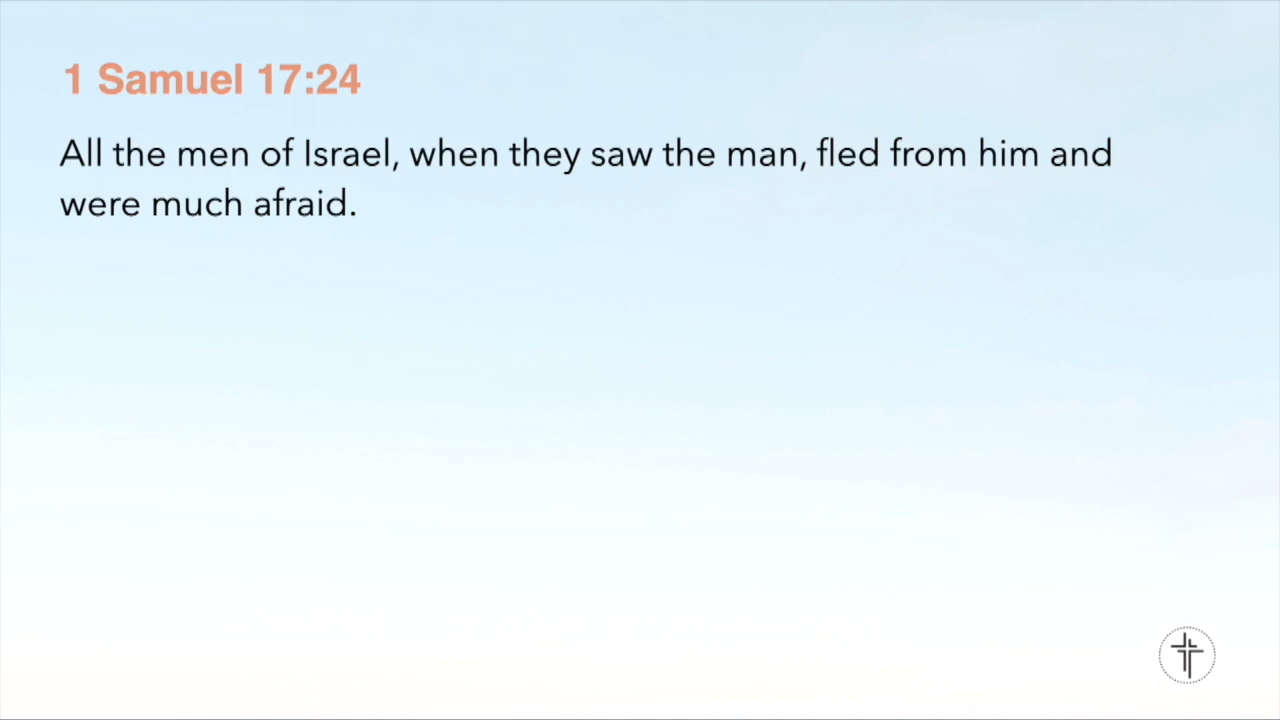 1 Samuel 17:24
All the men of Israel, when they saw the man, fled from him and
were much afraid.